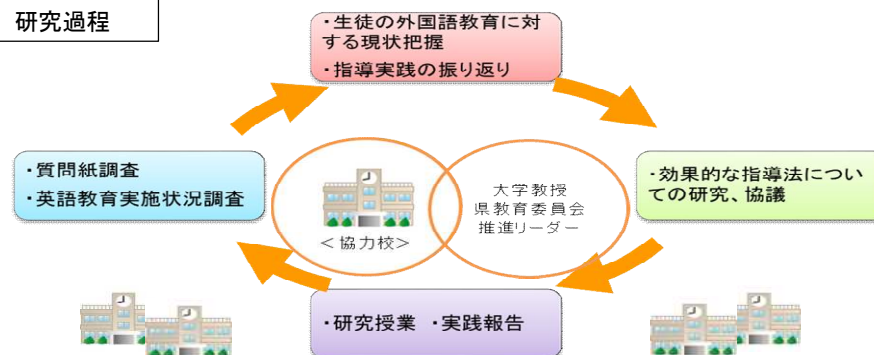 研究過程
・生徒の外国語教育に対
する現状把握
・指導実践の振り返り
・質問紙調査
・英語教育実施状況調査
＜協力校＞
大学教授
県教育委員会
推進リーダー
・効果的な指導法につい
ての研究、協議
・研究授業 ・実践報告